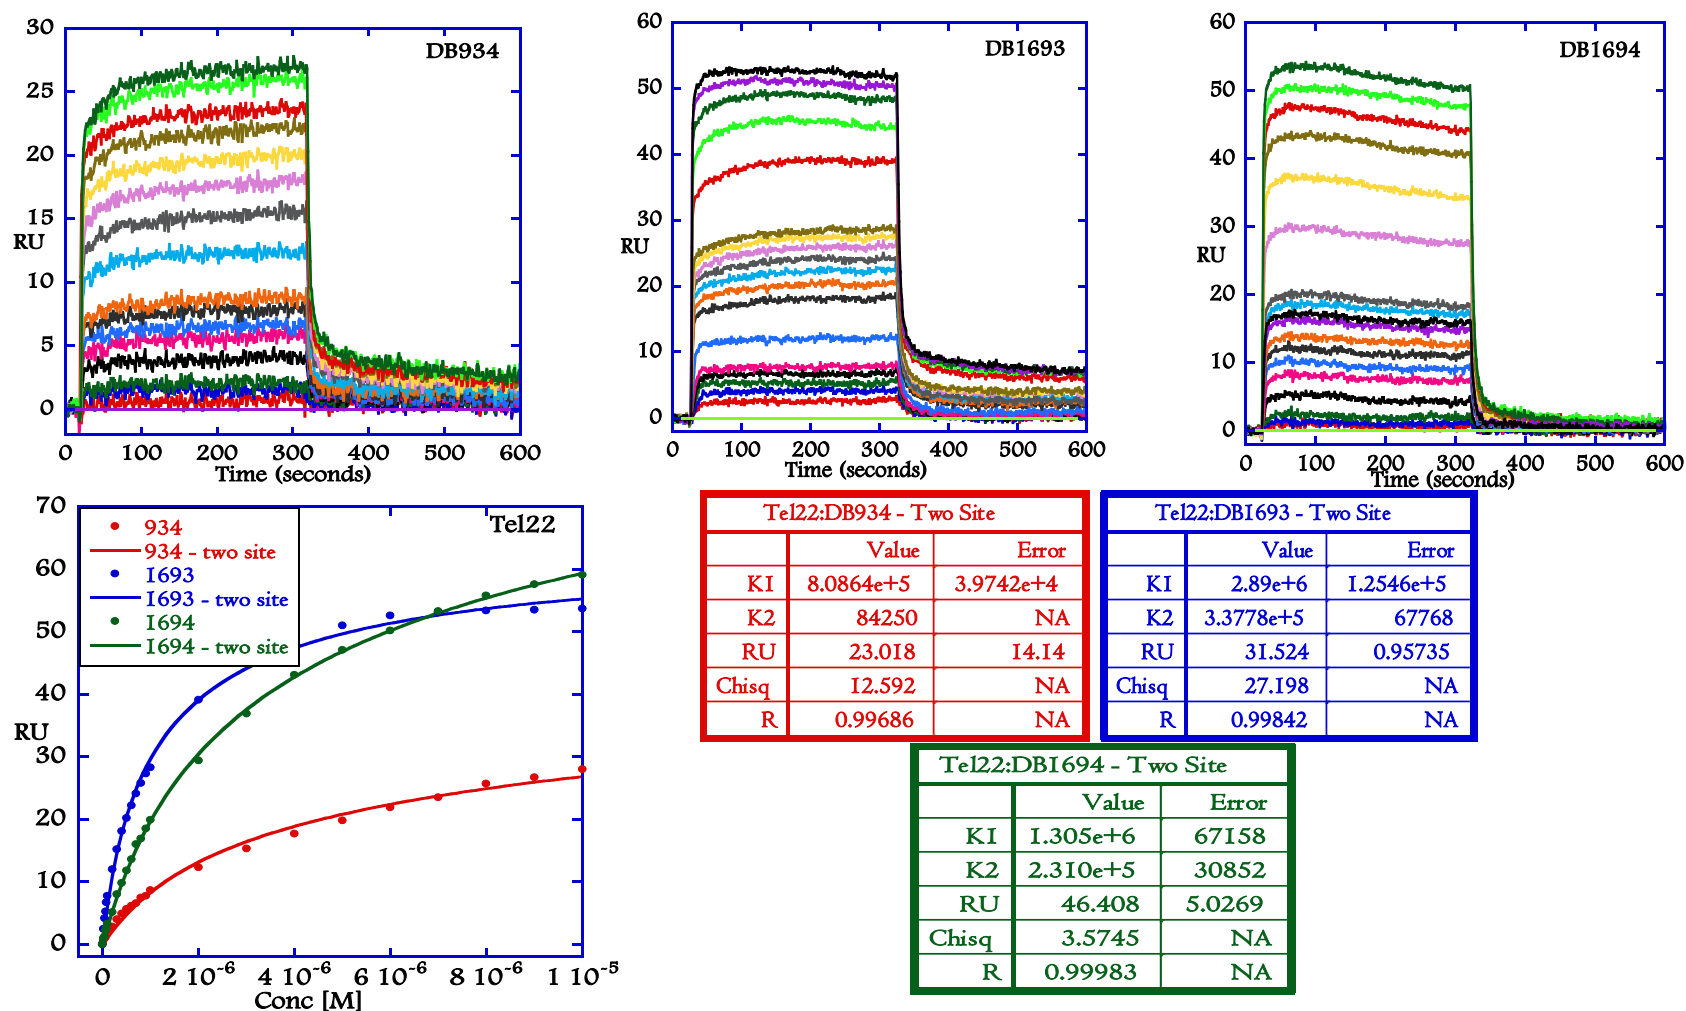 DB934
30
25
20
15
10
5
0
RU
0 100 200 300 400 500 600
Time (seconds)
DB1693
60
50
40
30
20
10
0
RU
0 100 200 300 400 500 600
Time (seconds)
DB1694
60
50
40
30
20
10
0
RU
0 100 200 300 400 500 600
Time (seconds)
Tel22
934
934 - two site
1693
1693 - two site
1694
1694 - two site
70
60
50
40
30
20
10
0
RU
0 2 10-6 4 10-6 6 10-6 8 10-6 1 10-5
Conc [M]
Tel22:DB934 - Two Site
Value Error
K1 8.0864e+5 3.9742e+4
K2 84250 NA
RU 23.018 14.14
Chisq 12.592 NA
R 0.99686 NA
Tel22:DB1693 - Two Site
Value Error
K1 2.89e+6 1.2546e+5
K2 3.3778e+5 67768
RU 31.524 0.95735
Chisq 27.198 NA
R 0.99842 NA
Tel22:DB1694 - Two Site
Value Error
K1 1.305e+6 67158
K2 2.310e+5 30852
RU 46.408 5.0269
Chisq 3.5745 NA
R 0.99983 NA